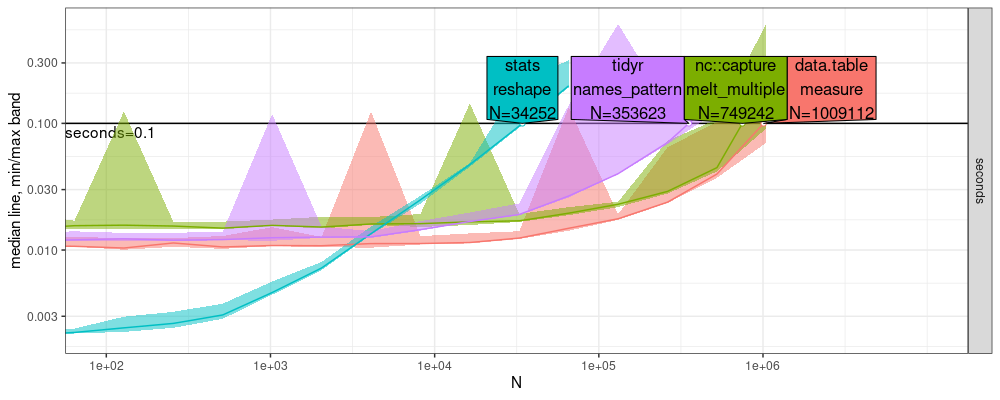 stats
reshape
N=34252
tidyr
names_pattern
N=353623
nc::capture
melt_multiple
N=749242
data.table
measure
N=1009112
seconds=0.1
0.300
0.100
0.030
0.010
0.003
median line, min/max band
seconds
1e+02
1e+03
1e+04
1e+05
1e+06
N